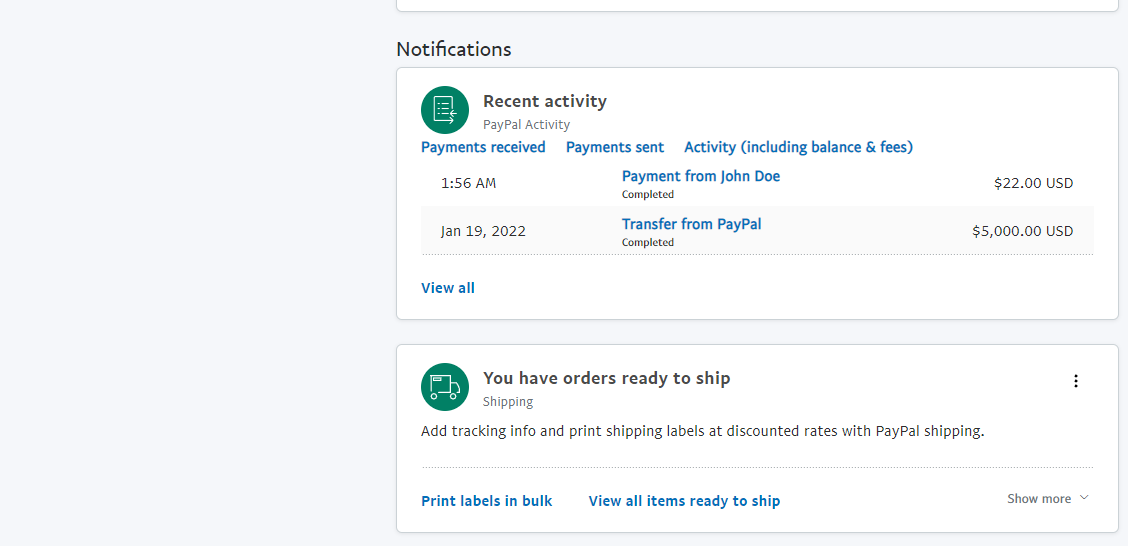 Notifications
Recent activity
PayPal Activity
Payments received Payments sent Activity (including balance & fees)
1:56 AM Payment from John Doe $22.00 USD
Completed
Jan 19, 2022 Transfer from PayPal $5,000.00 USD
Completed
View all
You have orders ready to ship
Shipping
Add tracking info and print shipping labels at discounted rates with PayPal shipping.
Print labels in bulk View all items ready to ship Show more